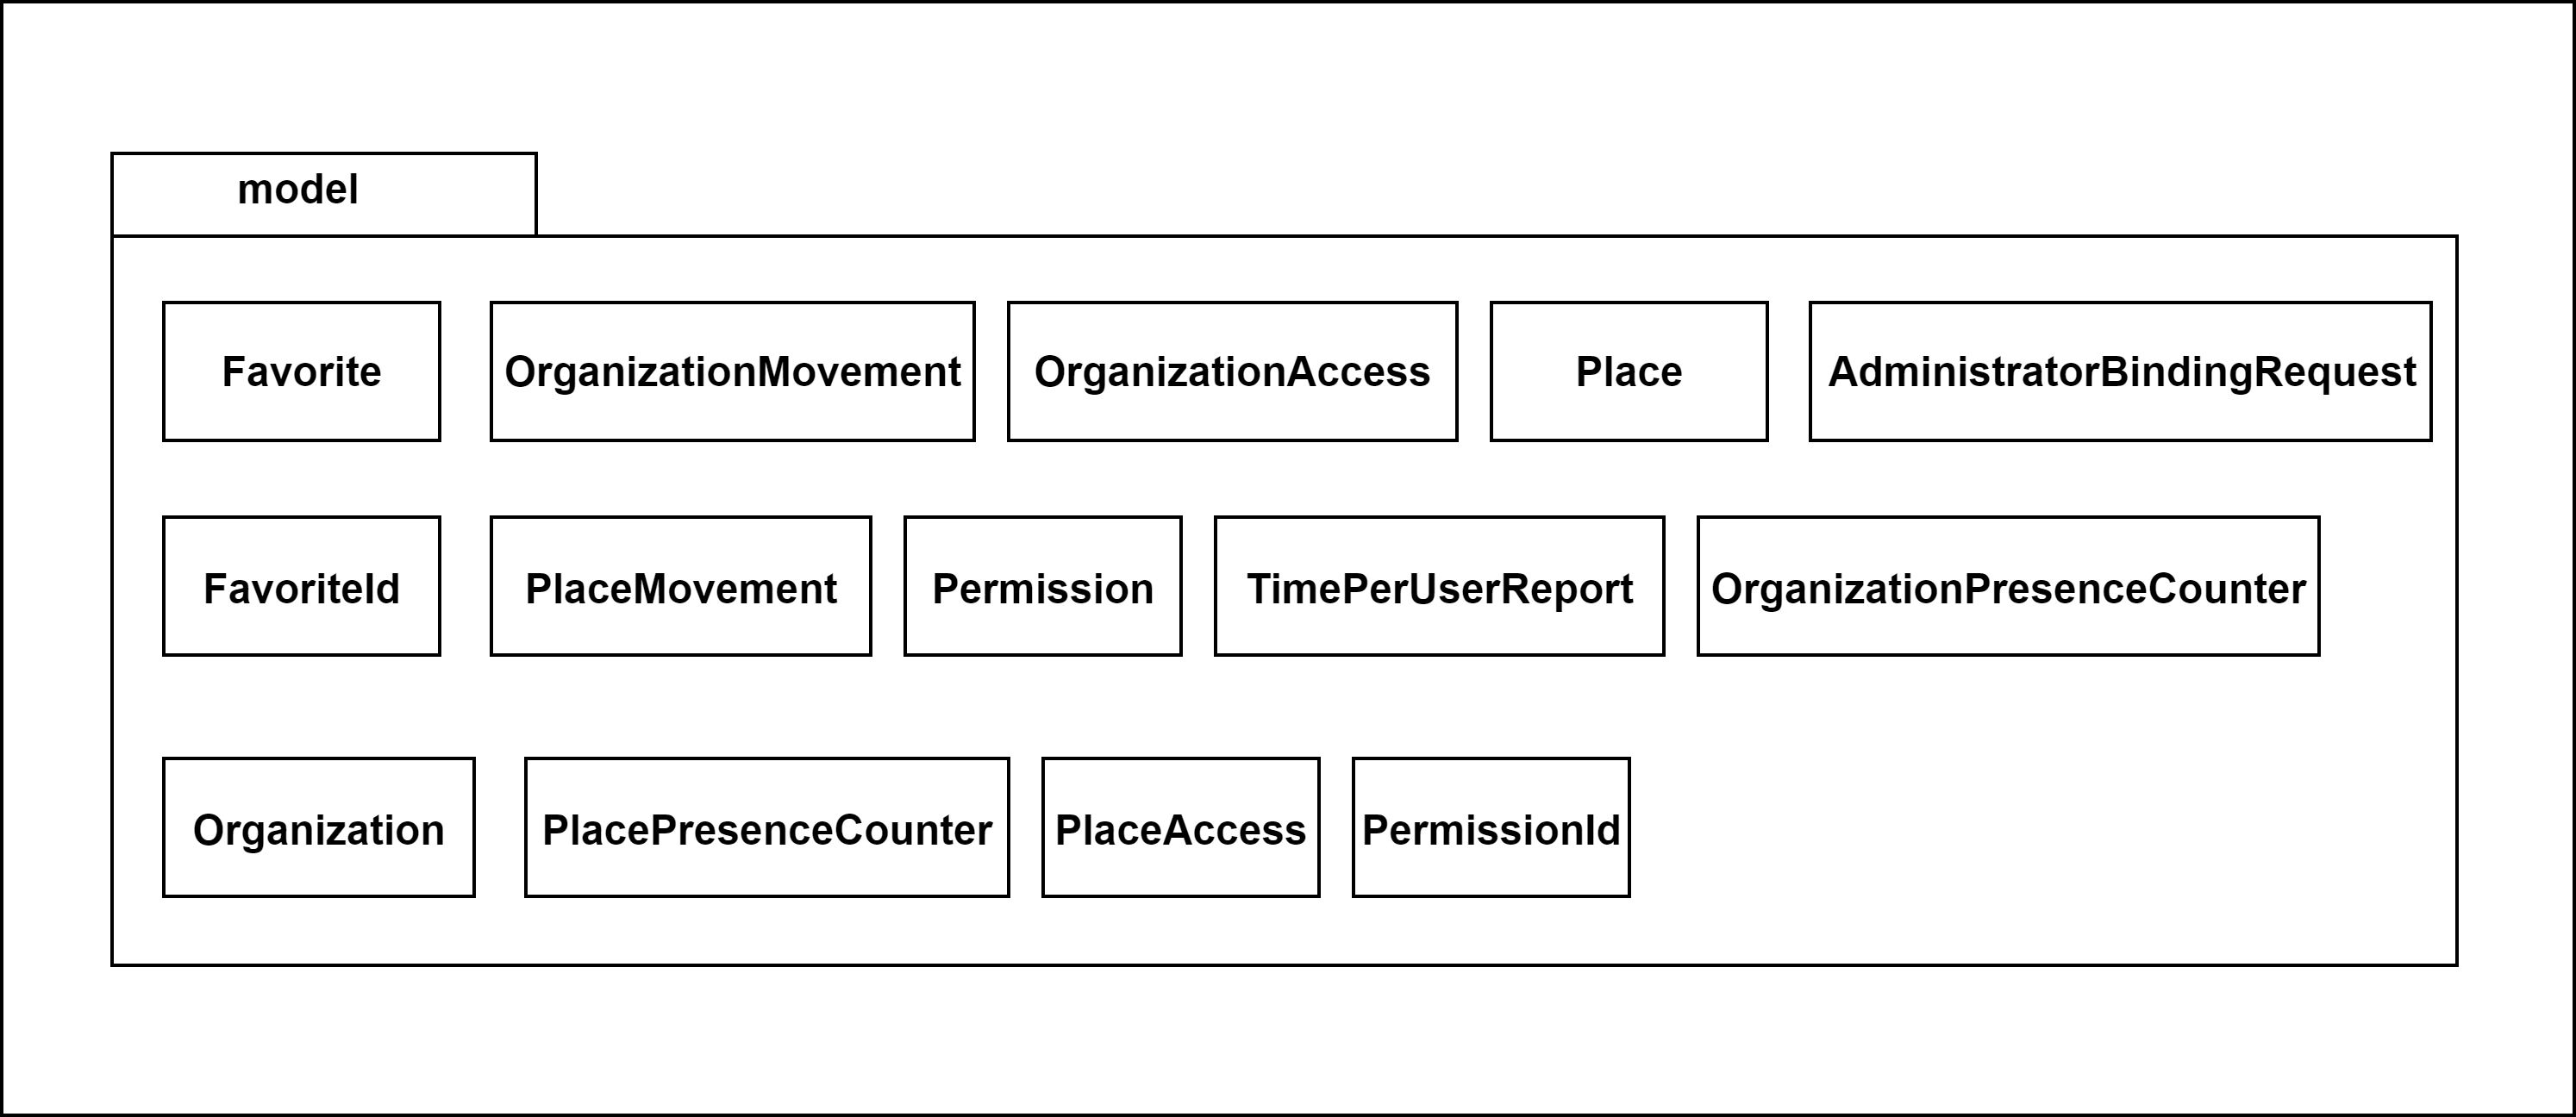 model
Favorite
OrganizationMovement
OrganizationAccess
Place
AdministratorBindingRequest
FavoriteId
PlaceMovement
Permission
TimePerUserReport
OrganizationPresenceCounter
Organization
PlacePresenceCounter
PlaceAccess
PermissionId